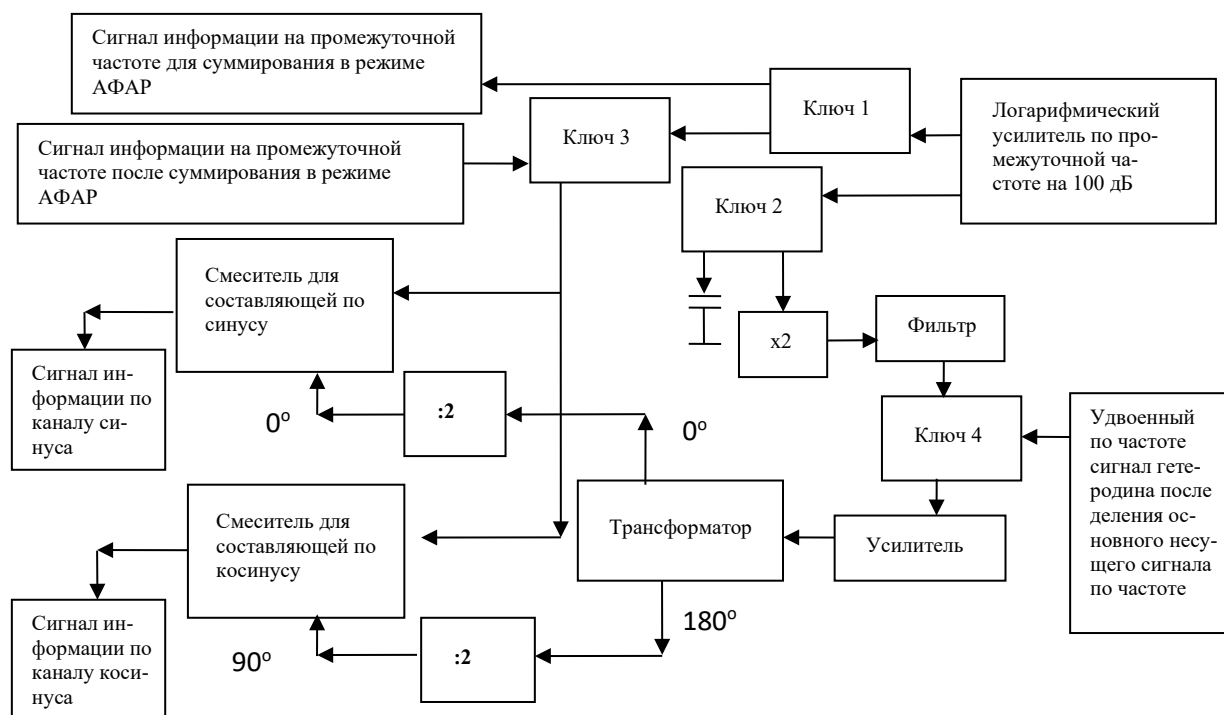 Сигнал информации на промежуточной
частоте для суммирования в режиме
АФАР
Ключ 1
Логарифмический
усилитель по про-
межуточной ча-
стоте на 100 дБ
Ключ 3
Сигнал информации на промежуточной
частоте после суммирования в режиме
АФАР
Ключ 2
Смеситель для
составляющей по
синусу
Фильтр
x2
Сигнал ин-
формации по
каналу си-
нуса
:2
0°
0°
Ключ 4
Удвоенный
по частоте
сигнал гете-
родина после
деления ос-
новного несу-
щего сигнала
по частоте
Смеситель для
составляющей по
косинусу
Трансформатор
Усилитель
Сигнал ин-
формации по
каналу коси-
нуса
90°
:2
180°